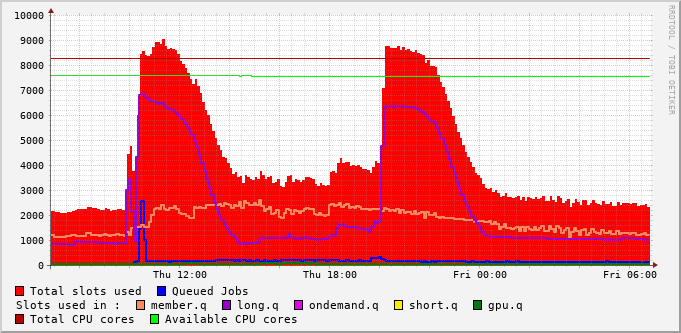 10000
9000
8000
7000
6000
5000
4000
3000
2000
1000
0
Thu 12:00 Thu 18:00 Fri 00:00 Fri 06:00
RRDTOOL / TOBI OETIKER
Total slots used Queued Jobs
Slots used in : member.q long.q ondemand.q short.q gpu.q
Total CPU cores Available CPU cores